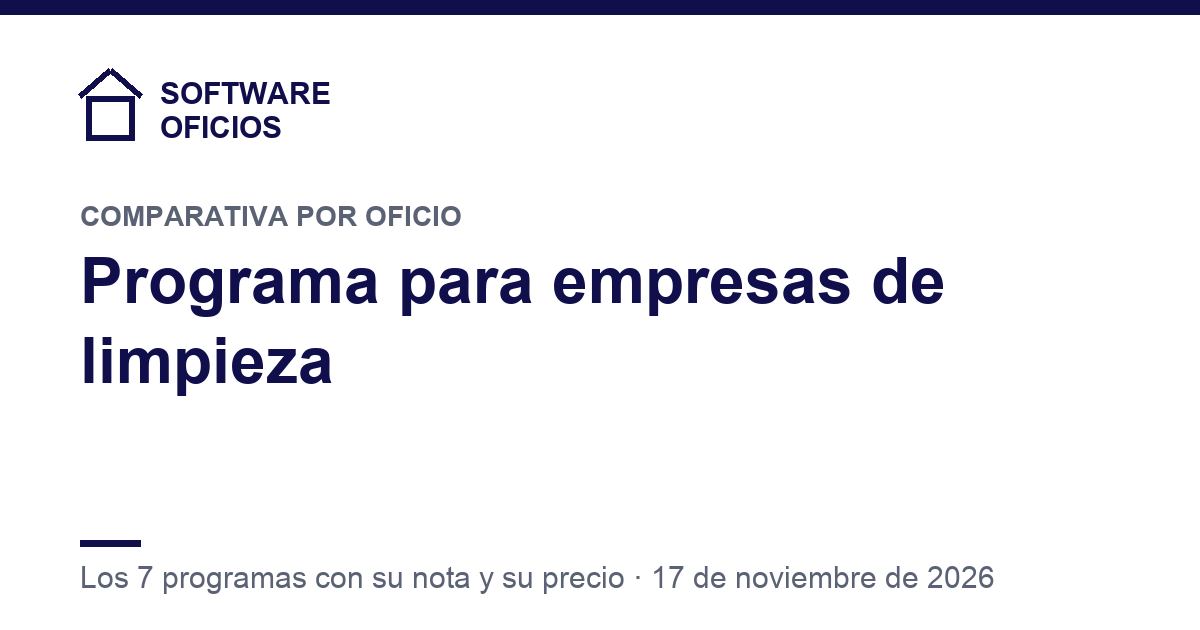 SOFTWARE
OFICIOS
COMPARATIVA POR OFICIO
Programa para empresas de
limpieza
Los 7 programas con su nota y su precio · 17 de noviembre de 2026